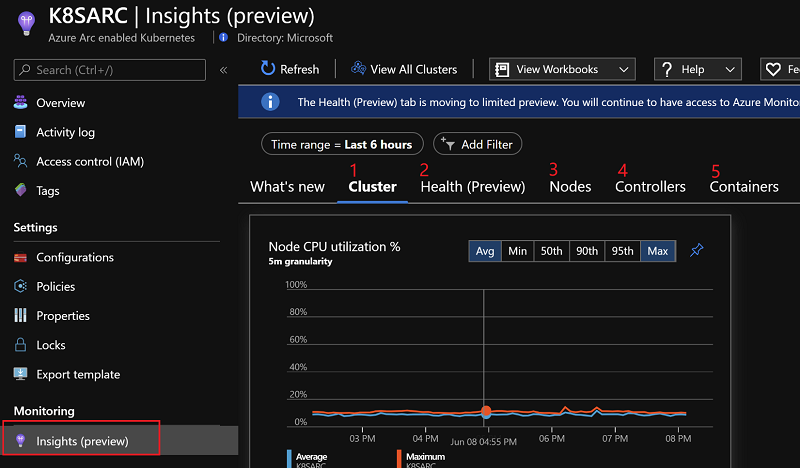 K8SARC | Insights (preview)
Azure Arc enabled Kubernetes
Directory: Microsoft
Search (Ctrl+/)
«
Refresh
View All Clusters
View Workbooks
Help
Overview
Activity log
Access control (IAM)
Tags
Settings
Configurations
Policies
Properties
Locks
Export template
Monitoring
Insights (preview)
The Health (Preview) tab is moving to limited preview. You will continue to have access to Azure
Time range = Last 6 hours
Add Filter
1 2 3 4 5
What's new Cluster Health (Preview) Nodes Controllers Containers
Node CPU utilization %
5m granularity
Avg Min 50th 90th 95th Max
100%
80%
60%
40%
20%
0%
03 PM 04 PM Jun 08 04:55 PM 06 PM 07 PM 08 PM
Average Maximum
K8SARC K8SARC